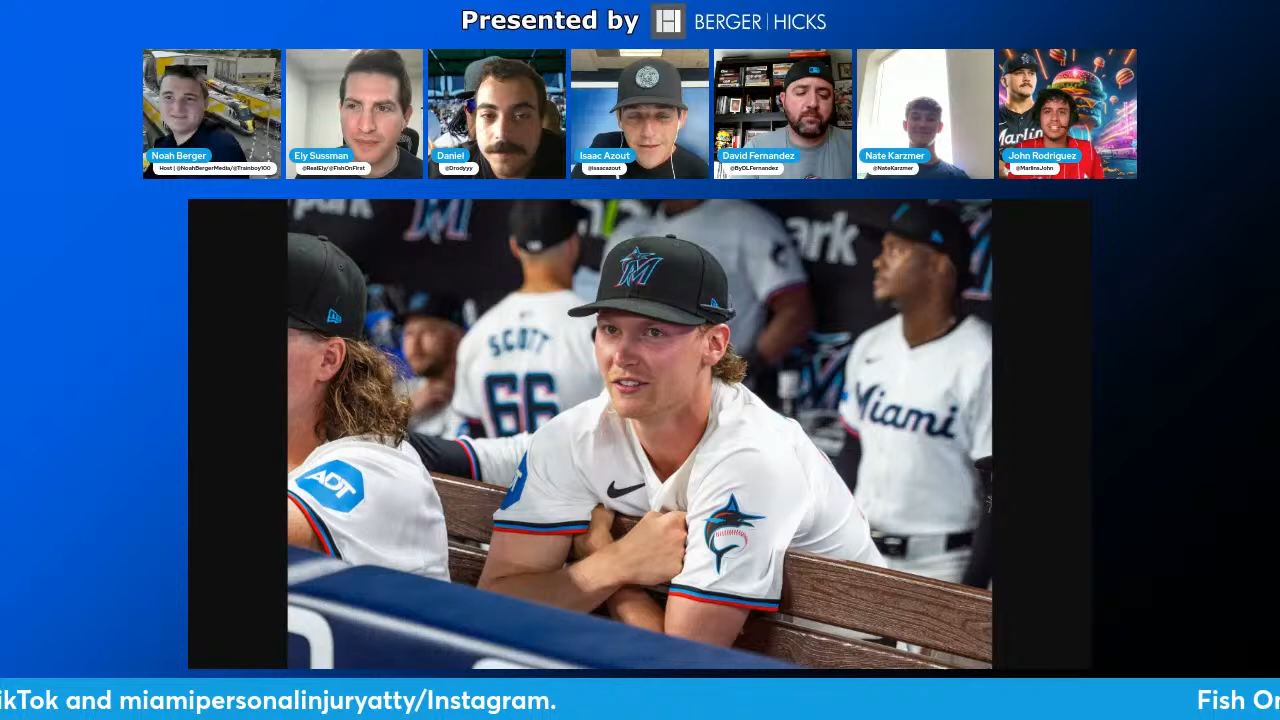 Presented by BERGER | HICKS
Noah Berger
Host | @NoahBergerMedia/@Trainboy100
Ely Sussman
@RealEly/@FishOnFirst
Daniel
@Drodyyy
Isaac Azout
@isaacazout
David Fernandez
@ByDLFernandez
Nate Karzmer
@NateKarzmer
Marlins
John Rodriguez
@MarlinsJohn
park
M
ark
M
SCOTT
66
Miami
ADT
ikTok and miamipersonalinjuryatty/Instagram.
Fish On